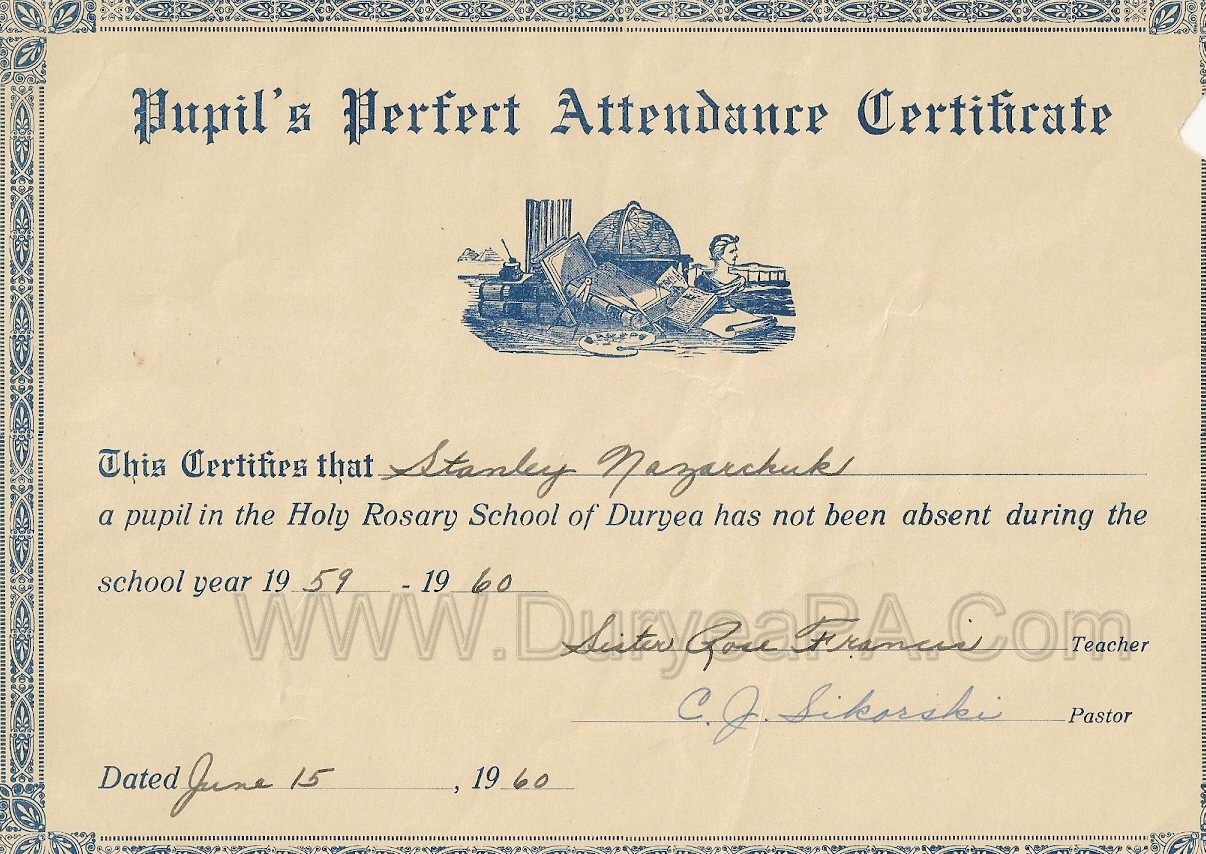 Pupil's Perfect Attendance Certificate
This Certifies that Stanley Nazarchuk
a pupil in the Holy Rosary School of Duryea has not been absent during the
school year 19 59 - 19 60
WWW.DuryeaPA.Com
Sister Rose Francis Teacher
C. J. Sikorski Pastor
Dated June 15, 19 60